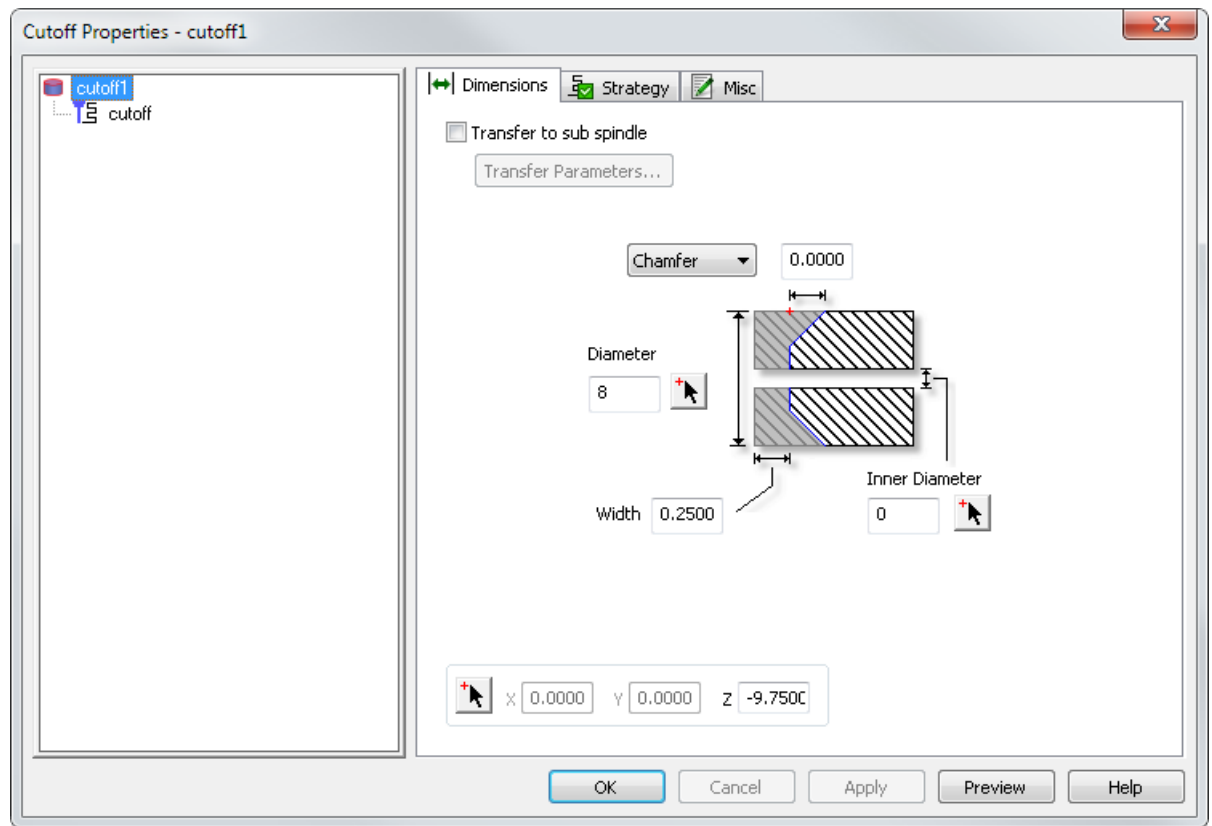 Cutoff Properties - cutoff1
cutoff1
cutoff
Dimensions Strategy Misc
Transfer to sub spindle
Transfer Parameters...
Chamfer 0.0000
Diameter
8
Inner Diameter
Width 0.2500 0
X 0.0000 Y 0.0000 Z -9.750
OK Cancel Apply Preview Help